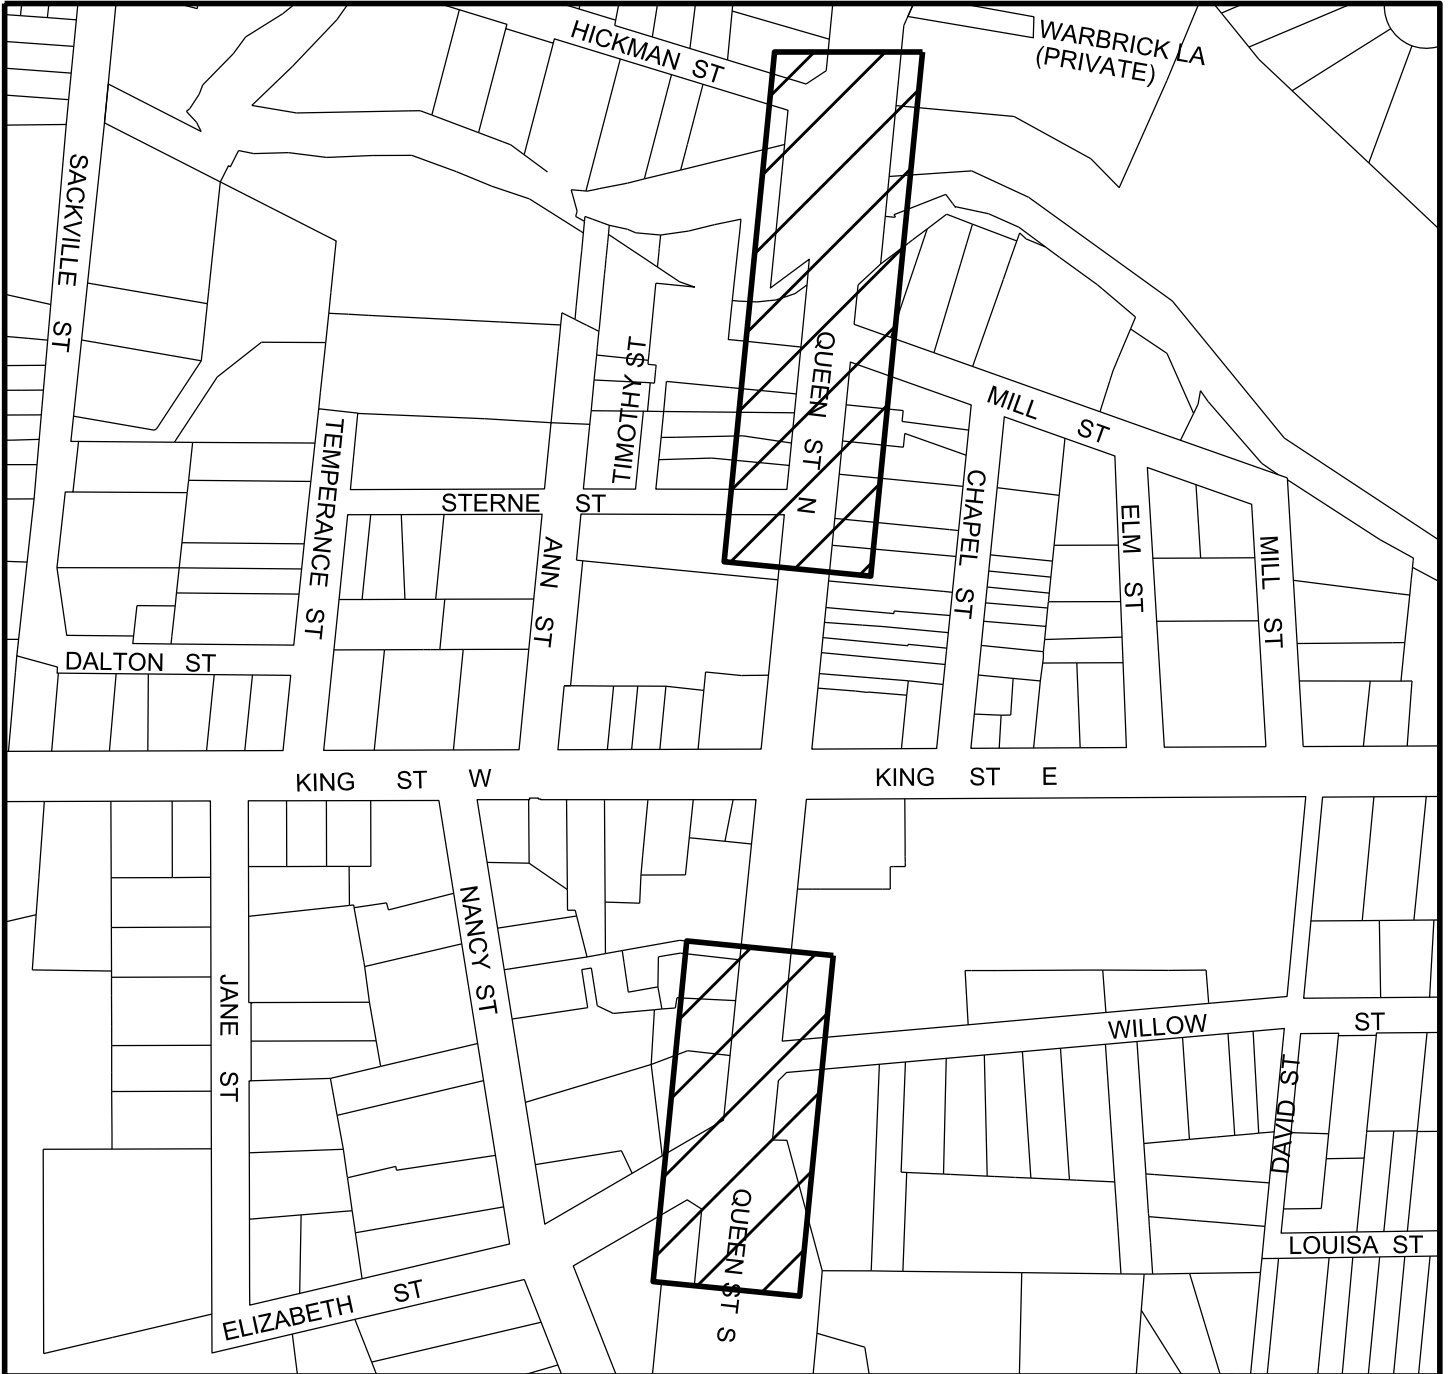 HICKMAN ST
WARBRICK LA
(PRIVATE)
SACKVILLE ST
TIMOTHY ST
QUEEN ST N
MILL ST
TEMPERANCE ST
STERNE ST
CHAPEL ST
ELM ST
MILL ST
ANN ST
DALTON ST
KING ST W
KING ST E
NANCY ST
JANE ST
WILLOW ST
DAVID ST
QUEEN ST S
LOUISA ST
ELIZABETH ST